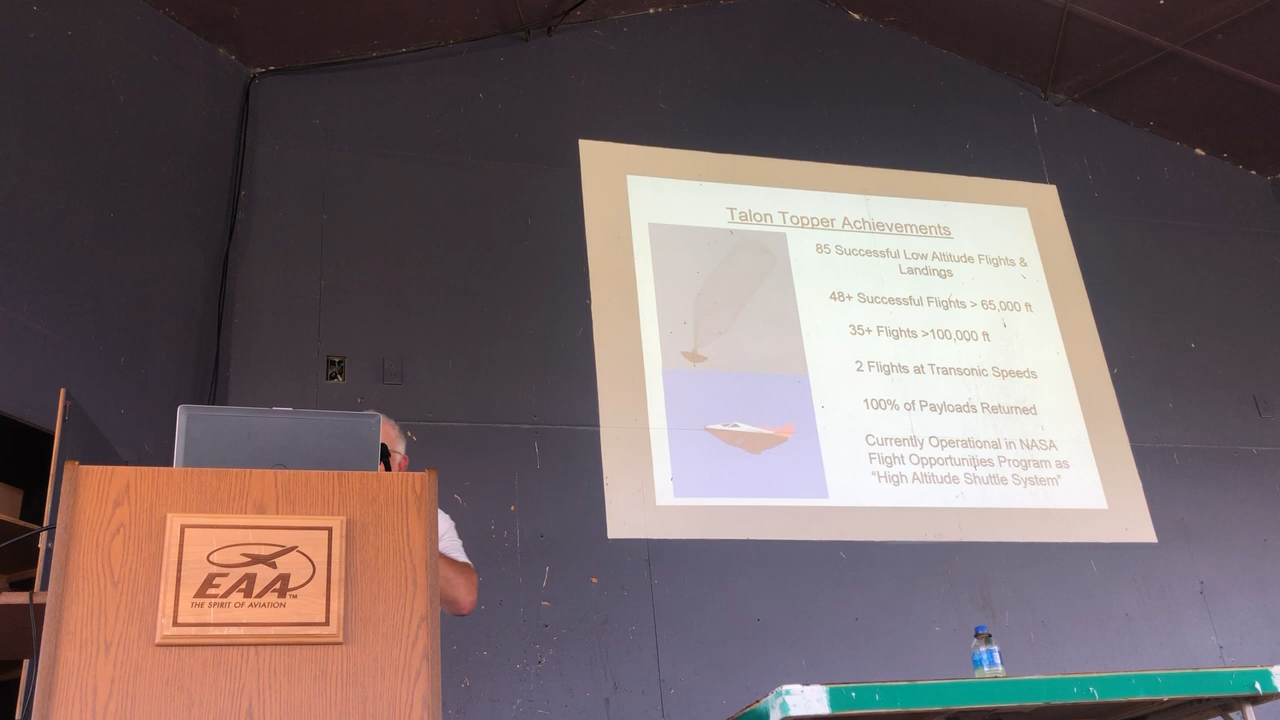 Talon Topper Achievements
85 Successful Low Altitude Flights &
Landings
48+ Successful Flights > 65,000 ft
35+ Flights >100,000 ft
2 Flights at Transonic Speeds
100% of Payloads Returned
Currently Operational in NASA
Flight Opportunities Program as
"High Altitude Shuttle System"
EAA™
THE SPIRIT OF AVIATION